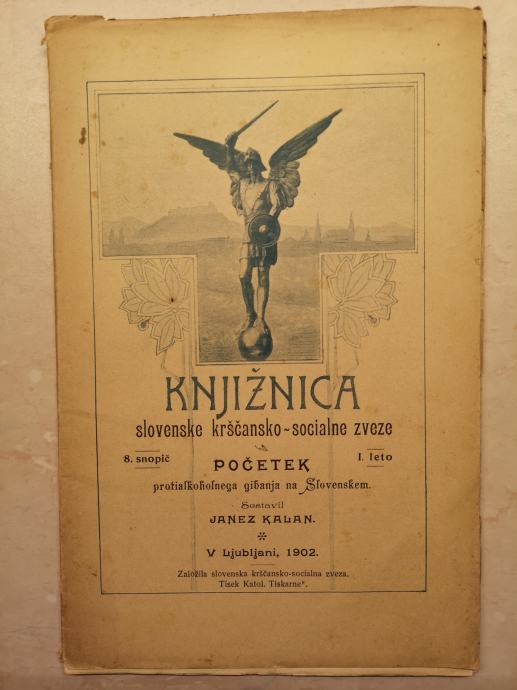 KNJIŽNICA
slovenske krščansko-socialne zveze
8. snopič
I. leto
POČETEK
protialkoholnega gibanja na Slovenskem.
Sestavil
JANEZ KALAN.
V Ljubljani, 1902.
Založila slovenska krščansko-socialna zveza.
Tisek Katol. Tiskarne".